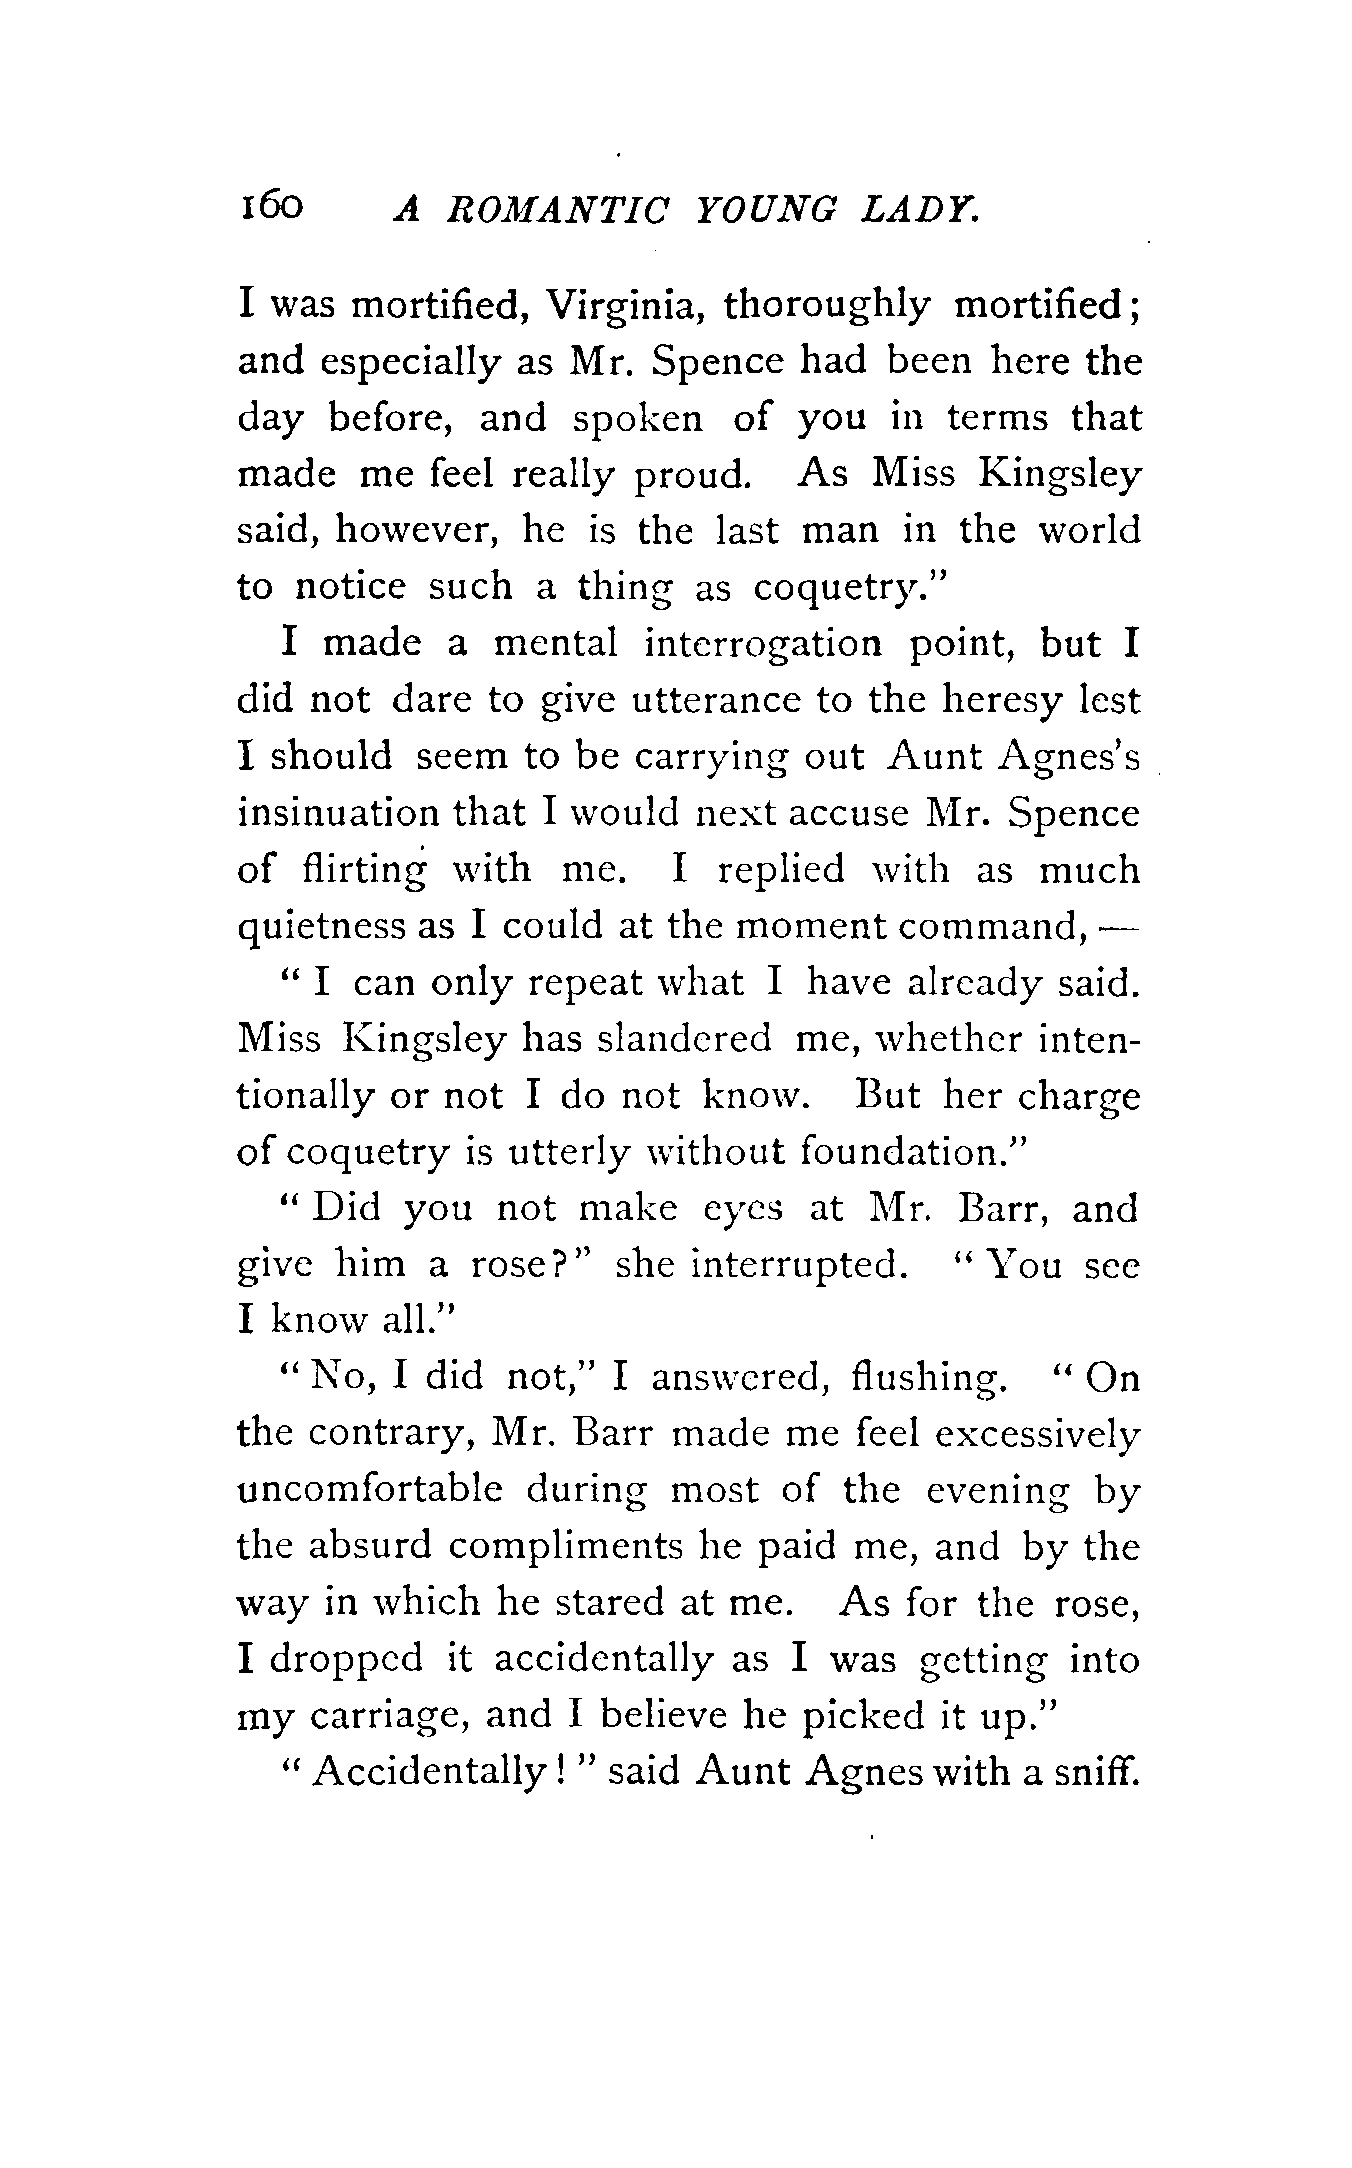 160 A ROMANTIC YOUNG LADY.
I was mortified, Virginia, thoroughly mortified;
and especially as Mr. Spence had been here the
day before, and spoken of you in terms that
made me feel really proud. As Miss Kingsley
said, however, he is the last man in the world
to notice such a thing as coquetry."
I made a mental interrogation point, but I
did not dare to give utterance to the heresy lest
I should seem to be carrying out Aunt Agnes's
insinuation that I would next accuse Mr. Spence
of flirting with me. I replied with as much
quietness as I could at the moment command, —
"I can only repeat what I have already said.
Miss Kingsley has slandered me, whether inten-
tionally or not I do not know. But her charge
of coquetry is utterly without foundation."
"Did you not make eyes at Mr. Barr, and
give him a rose?" she interrupted. "You see
I know all."
"No, I did not," I answered, flushing. "On
the contrary, Mr. Barr made me feel excessively
uncomfortable during most of the evening by
the absurd compliments he paid me, and by the
way in which he stared at me. As for the rose,
I dropped it accidentally as I was getting into
my carriage, and I believe he picked it up."
"Accidentally!" said Aunt Agnes with a sniff.